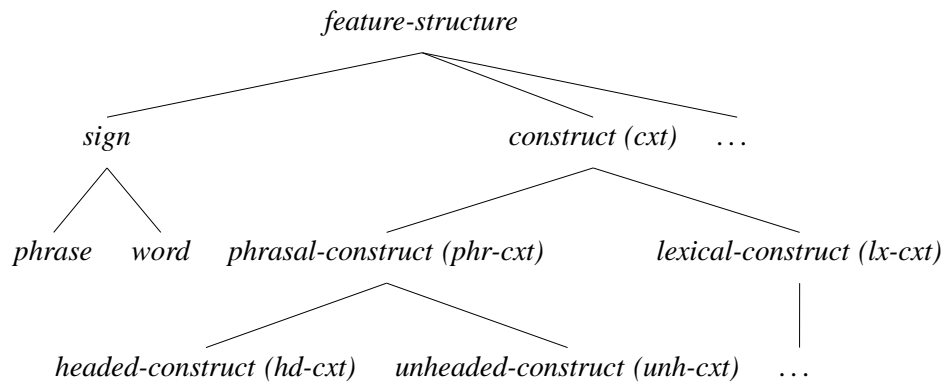 feature-structure
sign construct (cxt) ...
phrase word phrasal-construct (phr-cxt) lexical-construct (lx-cxt)
headed-construct (hd-cxt) unheaded-construct (unh-cxt) ...